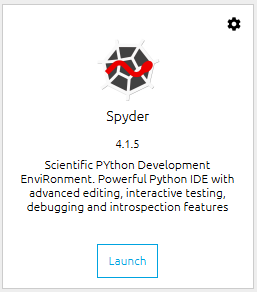 Spyder
4.1.5
Scientific PYthon Development
EnviRonment. Powerful Python IDE with
advanced editing, interactive testing,
debugging and introspection features
Launch